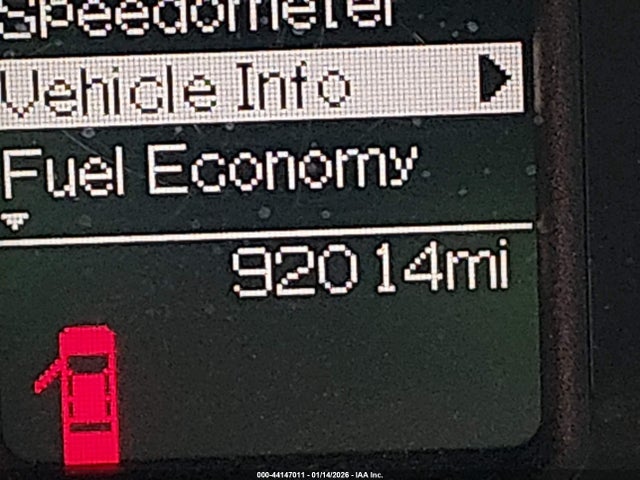 Speedometer
Vehicle Info
Fuel Economy
92014mi
000-44147011 - 01/14/2026 - IAA Inc.